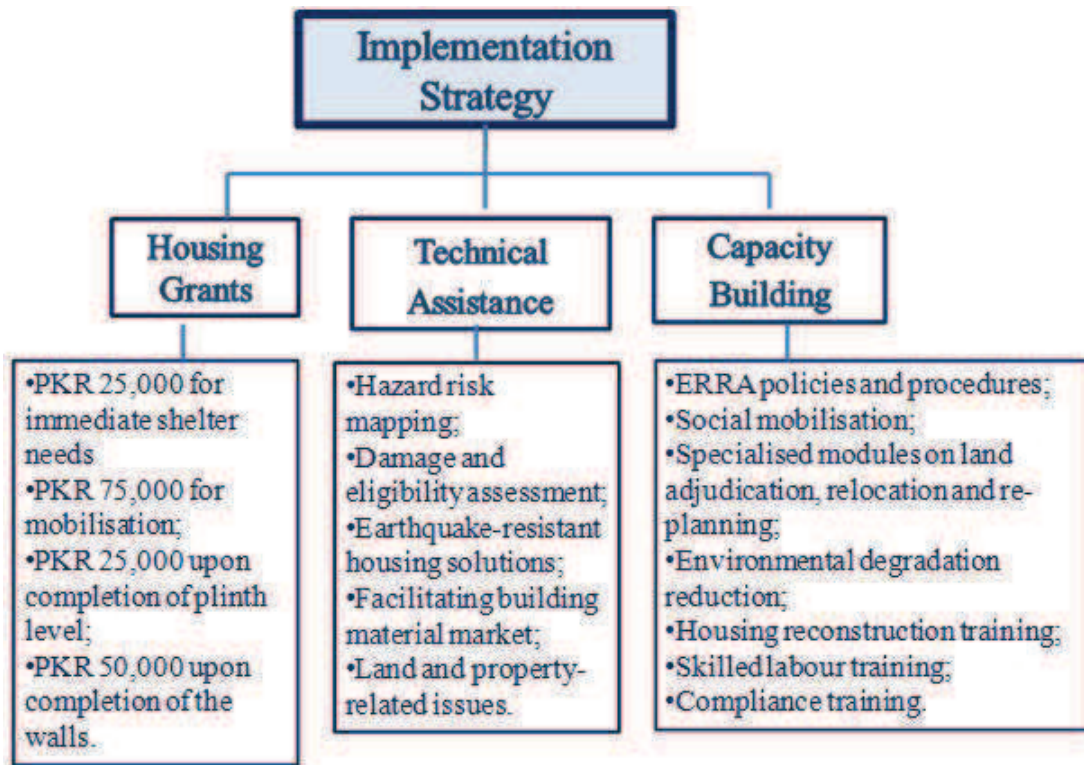 Implementation
Strategy
Housing
Grants
Technical
Assistance
Capacity
Building
•PKR 25,000 for
immediate shelter
needs
•PKR 75,000 for
mobilisation;
•PKR 25,000 upon
completion of plinth
level;
•PKR 50,000 upon
completion of the
walls.
•Hazard risk
mapping;
•Damage and
eligibility assessment;
•Earthquake-resistant
housing solutions;
•Facilitating building
material market;
•Land and property-
related issues.
•ERRA policies and procedures;
•Social mobilisation;
•Specialised modules on land
adjudication, relocation and re-
planning;
•Environmental degradation
reduction;
•Housing reconstruction training;
•Skilled labour training;
•Compliance training.